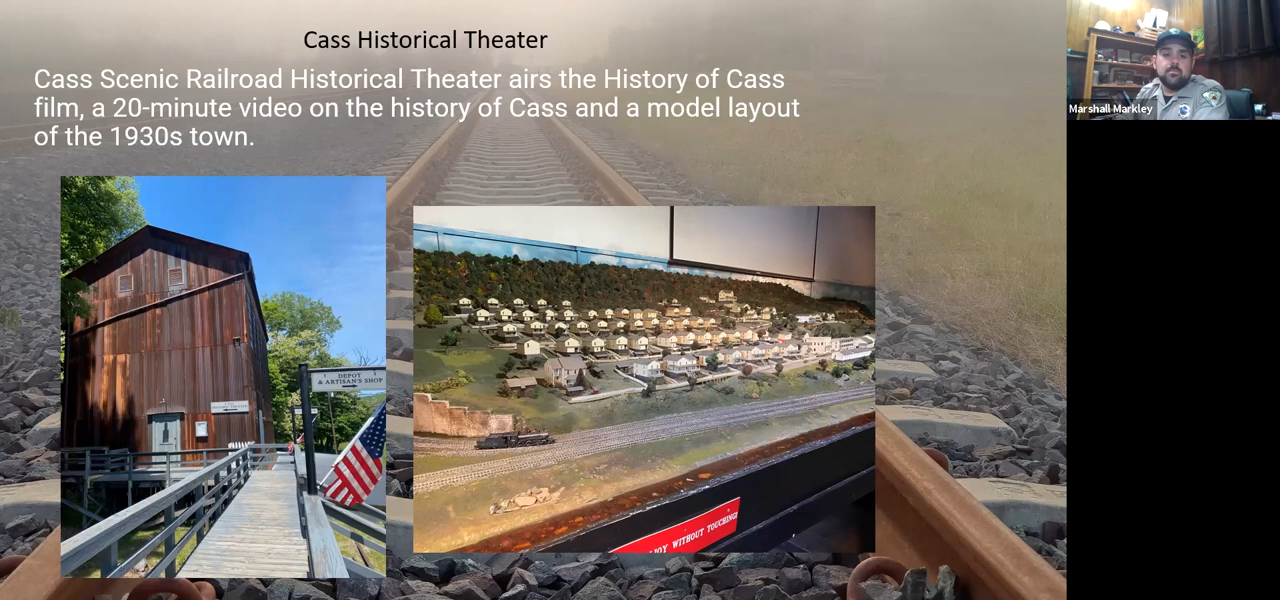 Cass Historical Theater
Cass Scenic Railroad Historical Theater airs the History of Cass
film, a 20-minute video on the history of Cass and a model layout
of the 1930s town.
Marshall Markley
DEPOT
& ARTISAN'S SHOP
WITHOUT TOUCHING